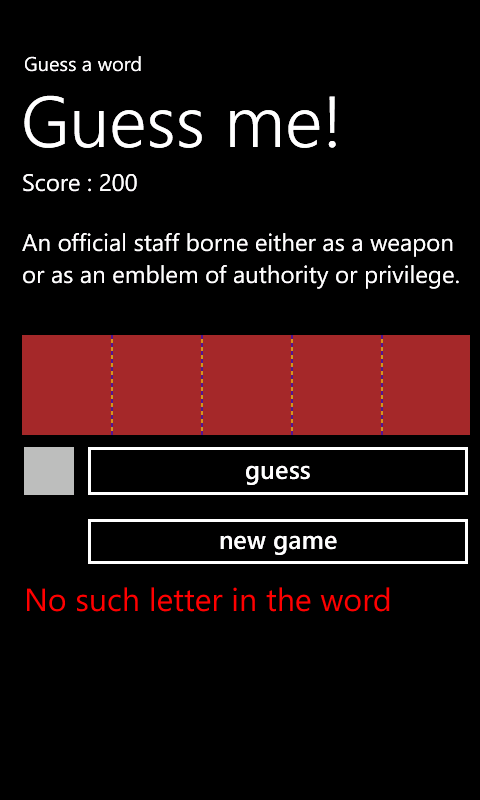 Guess a word
Guess me!
Score : 200
An official staff borne either as a weapon
or as an emblem of authority or privilege.
guess
new game
No such letter in the word